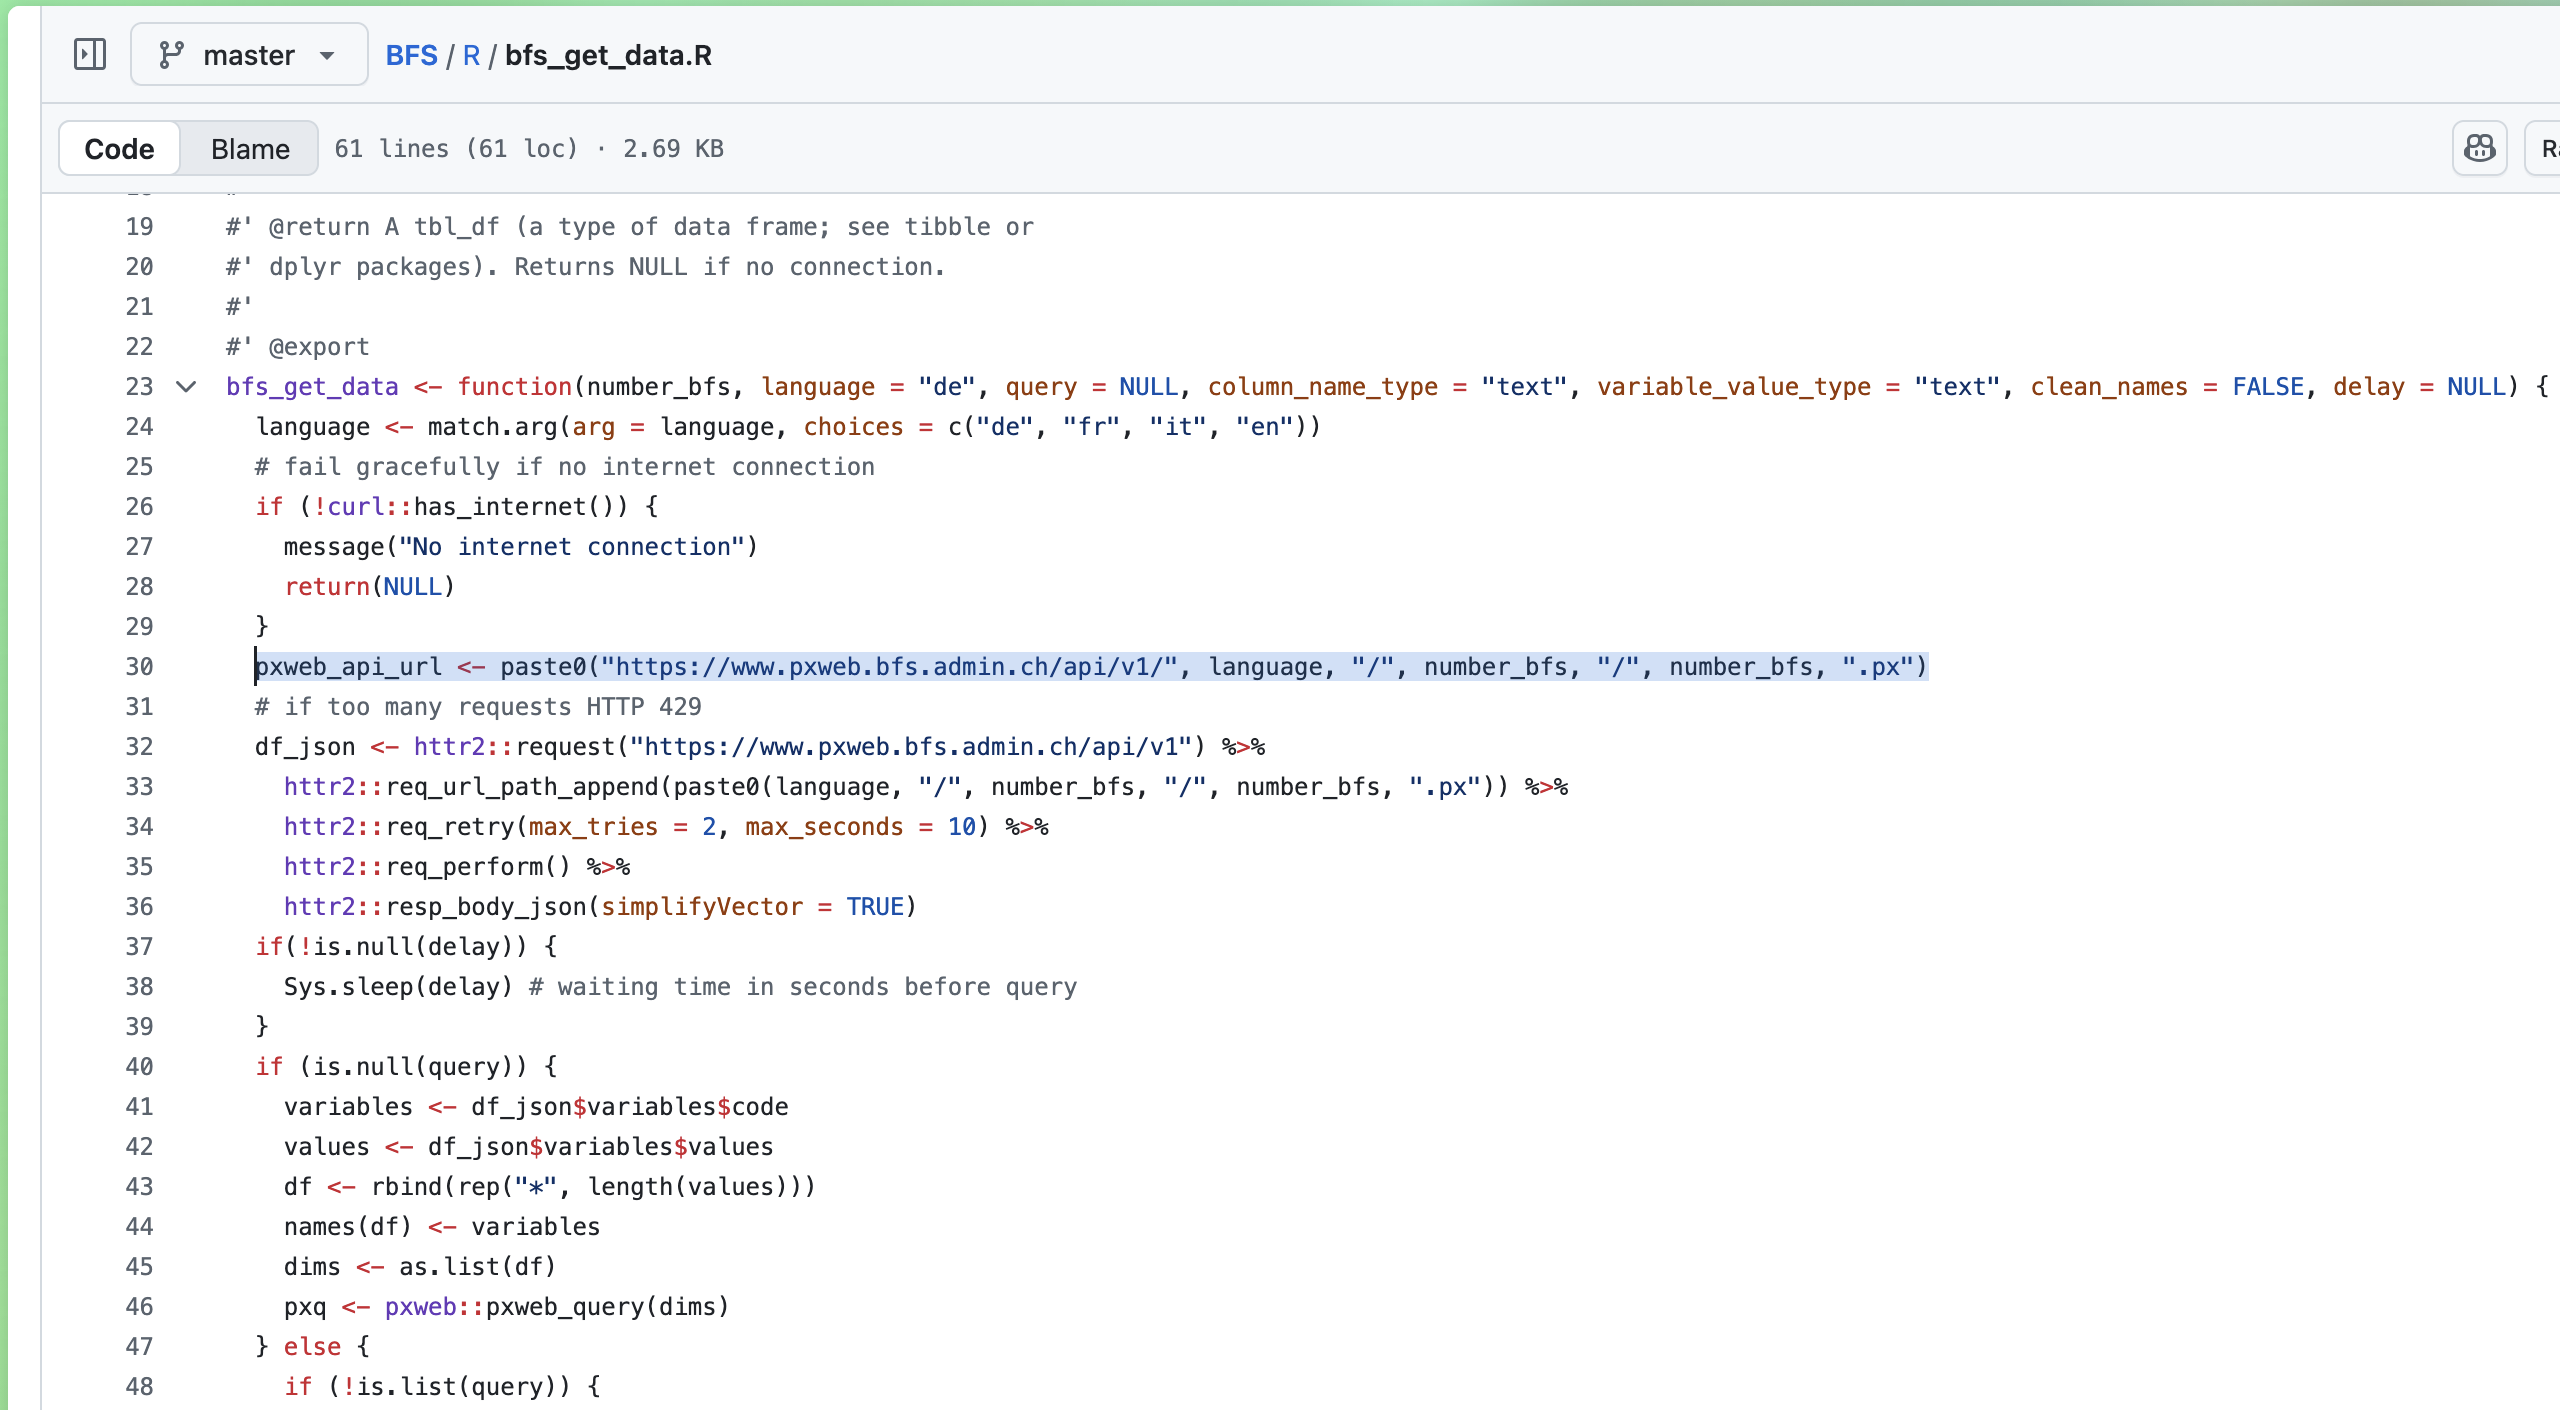 master BFS / R / bfs_get_data.R
Code Blame 61 lines (61 loc) · 2.69 KB
19 #' @return A tbl_df (a type of data frame; see tibble or
20 #' dplyr packages). Returns NULL if no connection.
21 #'
22 #' @export
23 bfs_get_data <- function(number_bfs, language = "de", query = NULL, column_name_type = "text", variable_value_type = "text", clean_names = FALSE, delay = NULL) {
24 language <- match.arg(arg = language, choices = c("de", "fr", "it", "en"))
25 # fail gracefully if no internet connection
26 if (!curl::has_internet()) {
27 message("No internet connection")
28 return(NULL)
29 }
30 pxweb_api_url <- paste0("https://www.pxweb.bfs.admin.ch/api/v1/", language, "/", number_bfs, "/", number_bfs, ".px")
31 # if too many requests HTTP 429
32 df_json <- httr2::request("https://www.pxweb.bfs.admin.ch/api/v1") %>%
33 httr2::req_url_path_append(paste0(language, "/", number_bfs, "/", number_bfs, ".px")) %>%
34 httr2::req_retry(max_tries = 2, max_seconds = 10) %>%
35 httr2::req_perform() %>%
36 httr2::resp_body_json(simplifyVector = TRUE)
37 if(!is.null(delay)) {
38 Sys.sleep(delay) # waiting time in seconds before query
39 }
40 if (is.null(query)) {
41 variables <- df_json$variables$code
42 values <- df_json$variables$values
43 df <- rbind(rep("*", length(values)))
44 names(df) <- variables
45 dims <- as.list(df)
46 pxq <- pxweb::pxweb_query(dims)
47 } else {
48 if (!is.list(query)) {